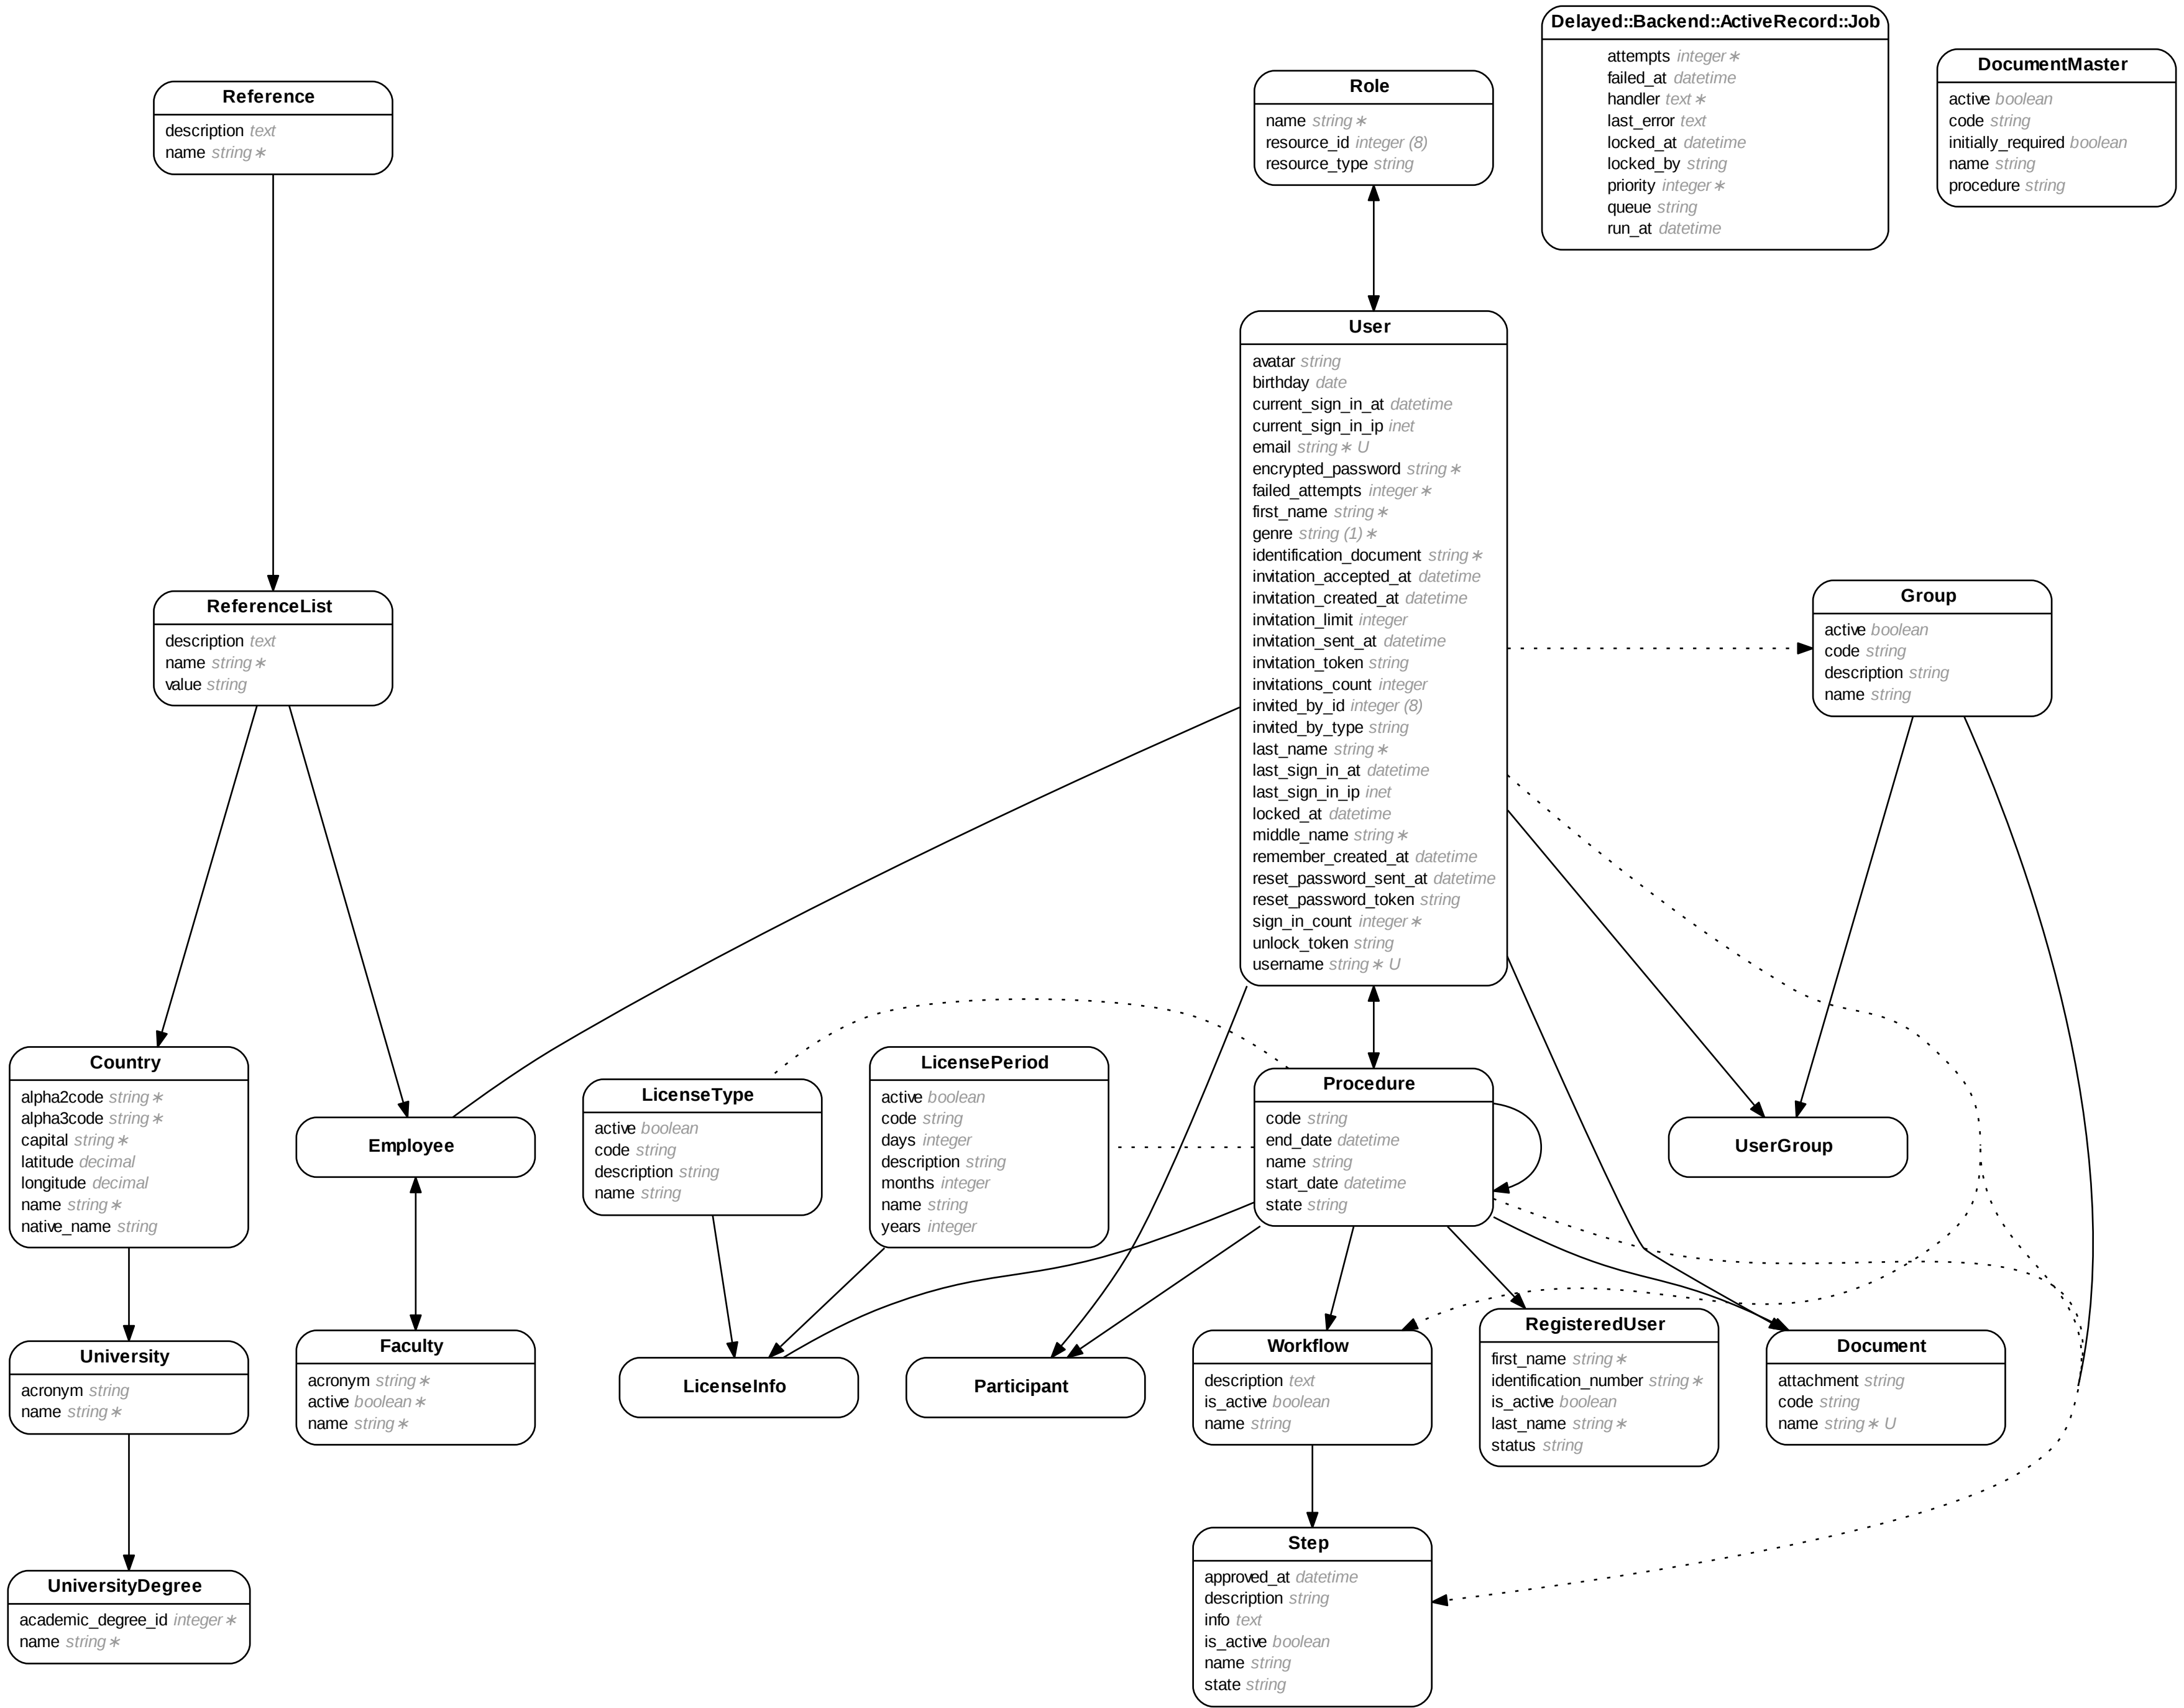 Delayed::Backend::ActiveRecord::Job
attempts integer∗
failed_at datetime
handler text∗
last_error text
locked_at datetime
locked_by string
priority integer∗
queue string
run_at datetime
DocumentMaster
active boolean
code string
initially_required boolean
name string
procedure string
Reference
description text
name string∗
Role
name string∗
resource_id integer (8)
resource_type string
User
avatar string
birthday date
current_sign_in_at datetime
current_sign_in_ip inet
email string∗ U
encrypted_password string∗
failed_attempts integer∗
first_name string∗
genre string (1)∗
identification_document string∗
invitation_accepted_at datetime
invitation_created_at datetime
invitation_limit integer
invitation_sent_at datetime
invitation_token string
invitations_count integer
invited_by_id integer (8)
invited_by_type string
last_name string∗
last_sign_in_at datetime
last_sign_in_ip inet
locked_at datetime
middle_name string∗
remember_created_at datetime
reset_password_sent_at datetime
reset_password_token string
sign_in_count integer∗
unlock_token string
username string∗ U
ReferenceList
description text
name string∗
value string
Group
active boolean
code string
description string
name string
Country
alpha2code string∗
alpha3code string∗
capital string∗
latitude decimal
longitude decimal
name string∗
native_name string
Employee
LicenseType
active boolean
code string
description string
name string
LicensePeriod
active boolean
code string
days integer
description string
months integer
name string
years integer
Procedure
code string
end_date datetime
name string
start_date datetime
state string
UserGroup
University
acronym string
name string∗
Faculty
acronym string∗
active boolean∗
name string∗
LicenseInfo
Participant
Workflow
description text
is_active boolean
name string
RegisteredUser
first_name string∗
identification_number string∗
is_active boolean
last_name string∗
status string
Document
attachment string
code string
name string∗ U
UniversityDegree
academic_degree_id integer∗
name string∗
Step
approved_at datetime
description string
info text
is_active boolean
name string
state string